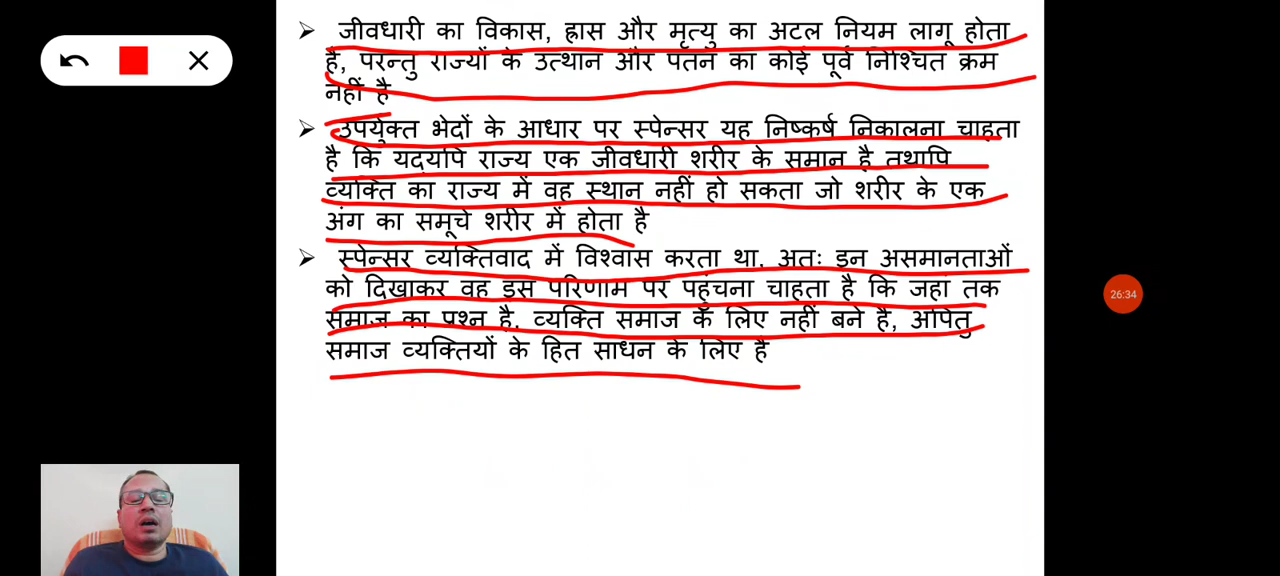 ➢ जीवधारी का विकास, ह्रास और मृत्यु का अटल नियम लागू होता
है, परन्तु राज्यों के उत्थान और पतन का कोई पूर्व निश्चित क्रम
नहीं है
➢ उपर्युक्त भेदों के आधार पर स्पेन्सर यह निष्कर्ष निकालना चाहता
है कि यद्यपि राज्य एक जीवधारी शरीर के समान है तथापि
व्यक्ति का राज्य में वह स्थान नहीं हो सकता जो शरीर के एक
अंग का समूचे शरीर में होता है
➢ स्पेन्सर व्यक्तिवाद में विश्वास करता था. अतः इन असमानताओं
को दिखाकर वह इस परिणाम पर पहुंचना चाहता है कि जहां तक
समाज का प्रश्न है. व्यक्ति समाज के लिए नहीं बने है, अपितु
समाज व्यक्तियों के हित साधन के लिए है
26:34